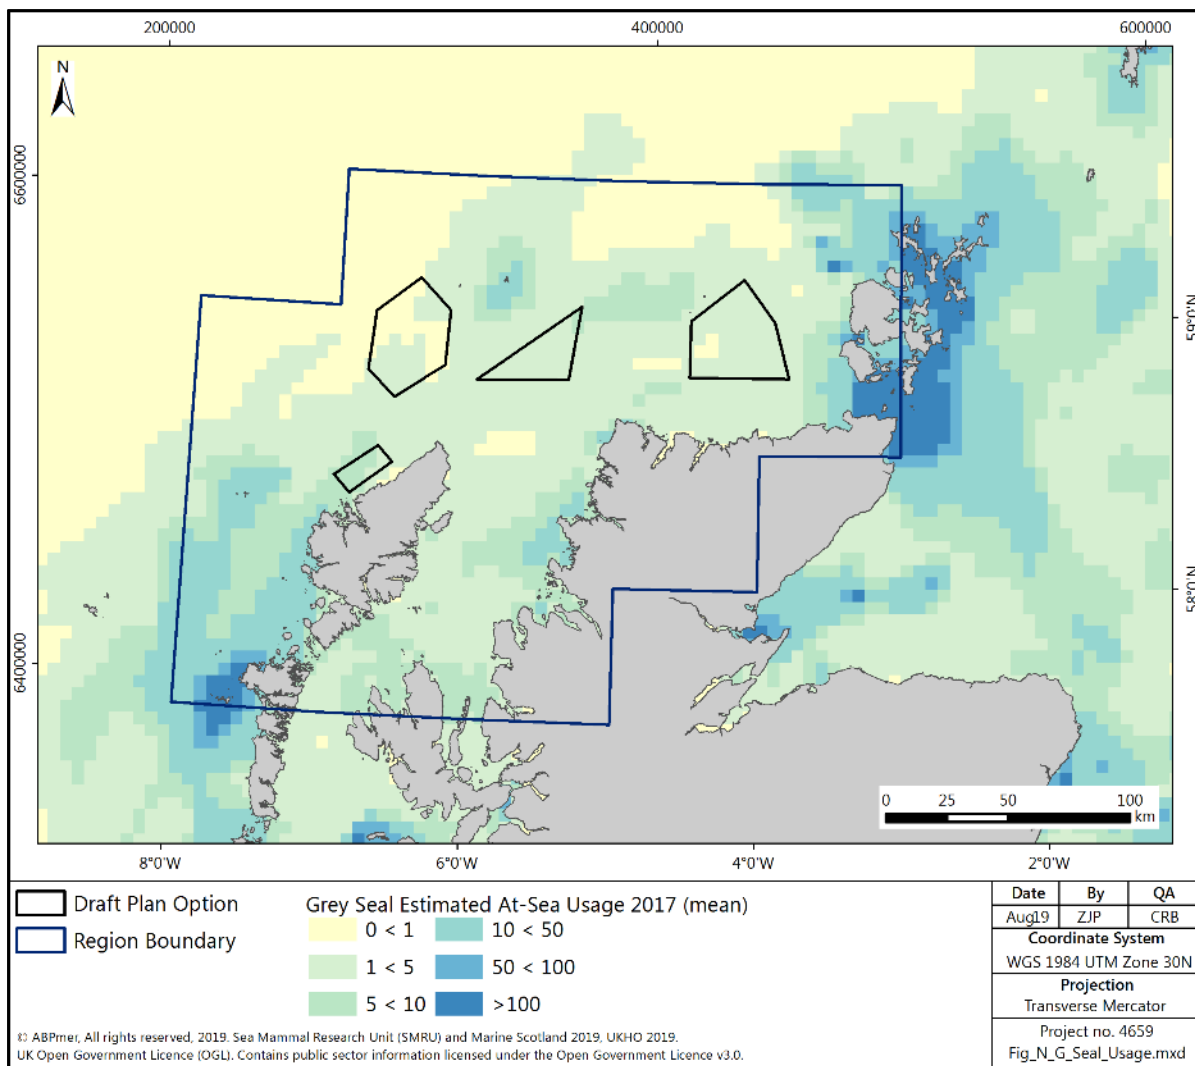 200000
400000
600000
N
6600000
6400000
59°0'N
58°0'N
0
25
50
100
km
8°0'W
6°0'W
4°0'W
2°0'W
Draft Plan Option
Region Boundary
Grey Seal Estimated At-Sea Usage 2017 (mean)
0 < 1
1 < 5
5 < 10
10 < 50
50 < 100
>100
Date By QA
Aug19 ZJP CRB
Coordinate System
WGS 1984 UTM Zone 30N
Projection
Transverse Mercator
Project no. 4659
Fig_N_G_Seal_Usage.mxd
© ABPmer, All rights reserved, 2019. Sea Mammal Research Unit (SMRU) and Marine Scotland 2019, UKHO 2019.
UK Open Government Licence (OGL). Contains public sector information licensed under the Open Government Licence v3.0.